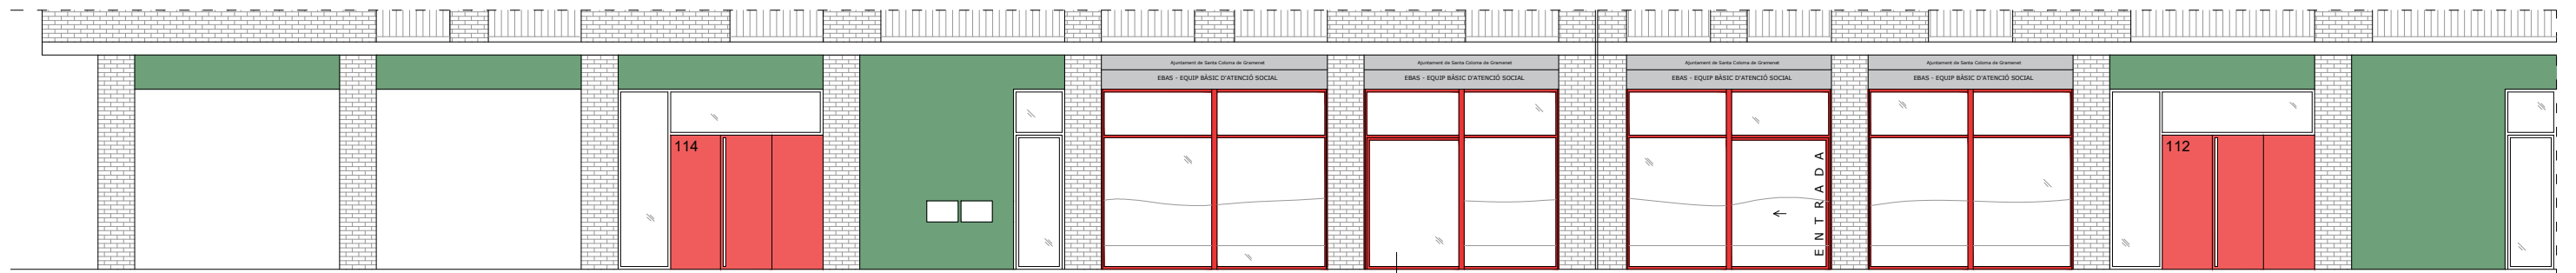 Ajuntament de Santa Coloma de Gramenet
EBAS - EQUIP BÀSIC D'ATENCIÓ SOCIAL
Ajuntament de Santa Coloma de Gramenet
EBAS - EQUIP BÀSIC D'ATENCIÓ SOCIAL
Ajuntament de Santa Coloma de Gramenet
EBAS - EQUIP BÀSIC D'ATENCIÓ SOCIAL
Ajuntament de Santa Coloma de Gramenet
EBAS - EQUIP BÀSIC D'ATENCIÓ SOCIAL
114
ENTRADA
112